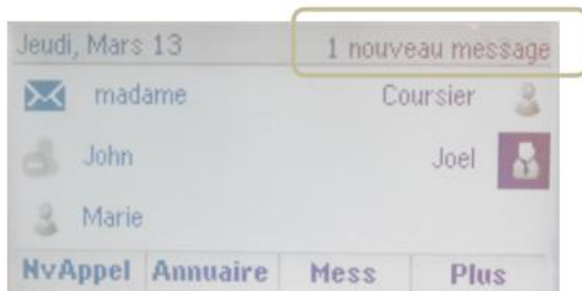 Jeudi, Mars 13 1 nouveau message
madame Coursier
John Joel
Marie
NvAppel Annuaire Mess Plus